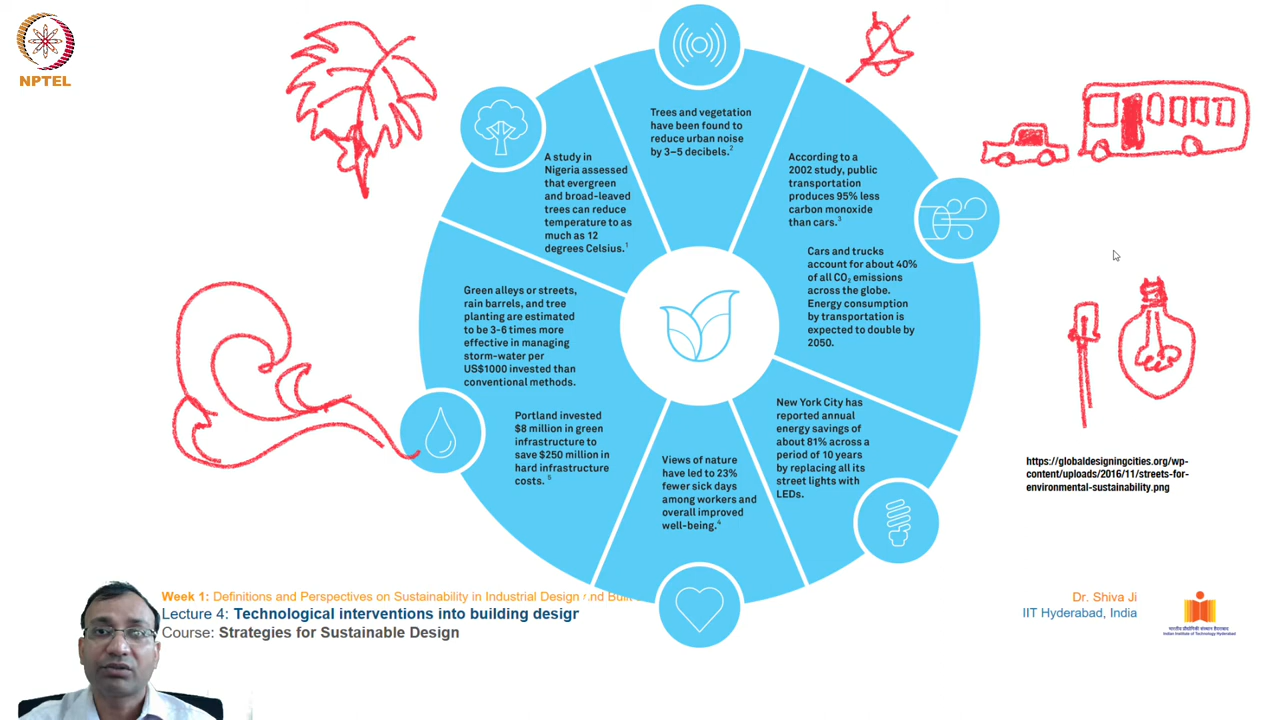 NPTEL
Trees and vegetation
have been found to
reduce urban noise
by 3–5 decibels.2
A study in
Nigeria assessed
that evergreen
and broad-leaved
trees can reduce
temperature to as
much as 12
degrees Celsius.1
According to a
2002 study, public
transportation
produces 95% less
carbon monoxide
than cars.3
Cars and trucks
account for about 40%
of all CO2 emissions
across the globe.
Energy consumption
by transportation is
expected to double by
2050.
Green alleys or streets,
rain barrels, and tree
planting are estimated
to be 3-6 times more
effective in managing
storm-water per
US$1000 invested than
conventional methods.
Portland invested
$8 million in green
infrastructure to
save $250 million in
hard infrastructure
costs. 5
Views of nature
have led to 23%
fewer sick days
among workers and
overall improved
well-being.4
New York City has
reported annual
energy savings of
about 81% across a
period of 10 years
by replacing all its
street lights with
LEDs.
https://globaldesigningcities.org/wp-
content/uploads/2016/11/streets-for-
environmental-sustainability.png
Week 1: Definitions and Perspectives on Sustainability in Industrial Design
Lecture 4: Technological interventions into building design
Course: Strategies for Sustainable Design
Dr. Shiva Ji
IIT Hyderabad, India
Indian Institute of Technology Hyderabad